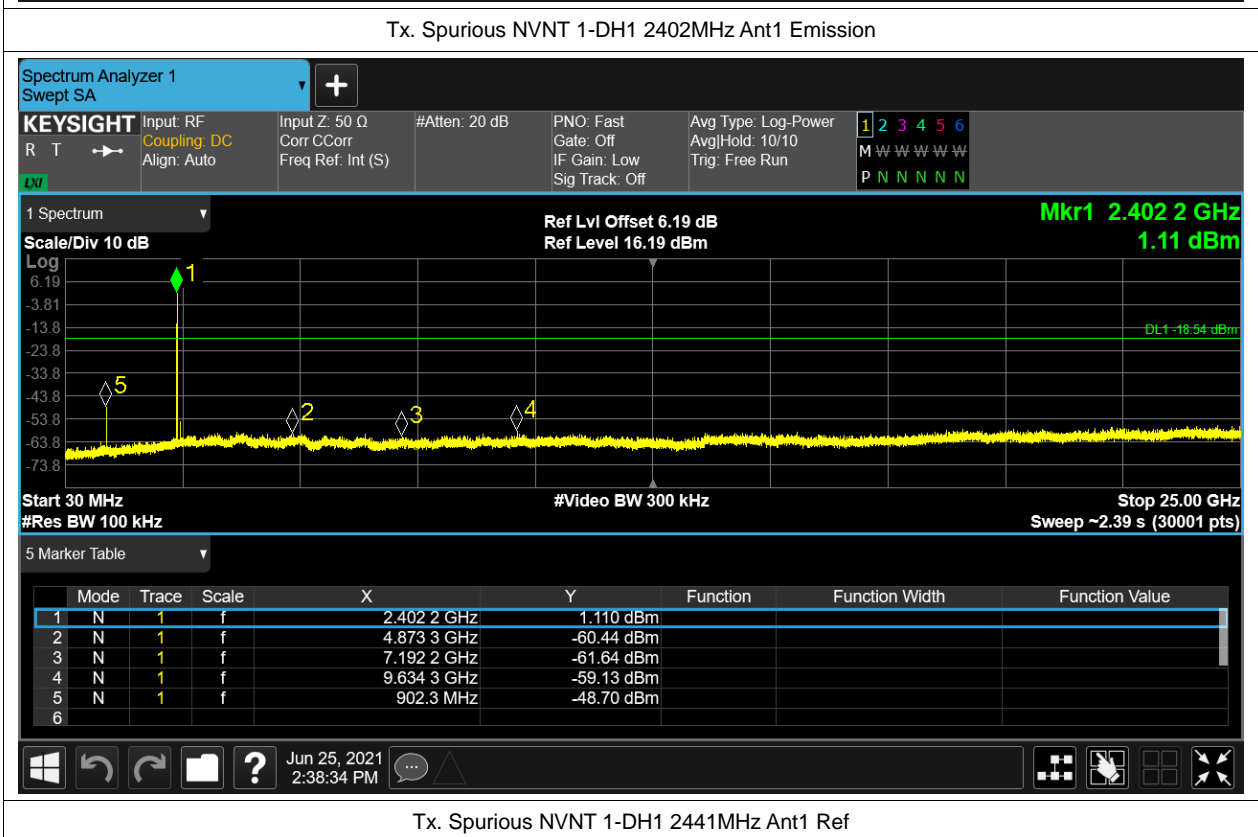 Tx. Spurious NVNT 1-DH1 2402MHz Ant1 Emission
Spectrum Analyzer 1
Swept SA
+
KEYSIGHT
R T
LXI
Input: RF
Coupling: DC
Align: Auto
Input Z: 50 Ω
Corr CCorr
Freq Ref: Int (S)
#Atten: 20 dB
PNO: Fast
Gate: Off
IF Gain: Low
Sig Track: Off
Avg Type: Log-Power
Avg|Hold: 10/10
Trig: Free Run
1 2 3 4 5 6
M W W W W W
P N N N N N
1 Spectrum
Scale/Div 10 dB
Ref Lvl Offset 6.19 dB
Ref Level 16.19 dBm
Mkr1 2.402 2 GHz
1.11 dBm
Log
6.19
-3.81
-13.8
-23.8
-33.8
-43.8
-53.8
-63.8
-73.8
1
DL1 -18.54 dBm
5
2
3
4
Start 30 MHz
#Video BW 300 kHz
Stop 25.00 GHz
#Res BW 100 kHz
Sweep ~2.39 s (30001 pts)
5 Marker Table
Mode Trace Scale X Y Function Function Width Function Value
1 N 1 f 2.402 2 GHz 1.110 dBm
2 N 1 f 4.873 3 GHz -60.44 dBm
3 N 1 f 7.192 2 GHz -61.64 dBm
4 N 1 f 9.634 3 GHz -59.13 dBm
5 N 1 f 902.3 MHz -48.70 dBm
6
?
Jun 25, 2021
2:38:34 PM
Tx. Spurious NVNT 1-DH1 2441MHz Ant1 Ref